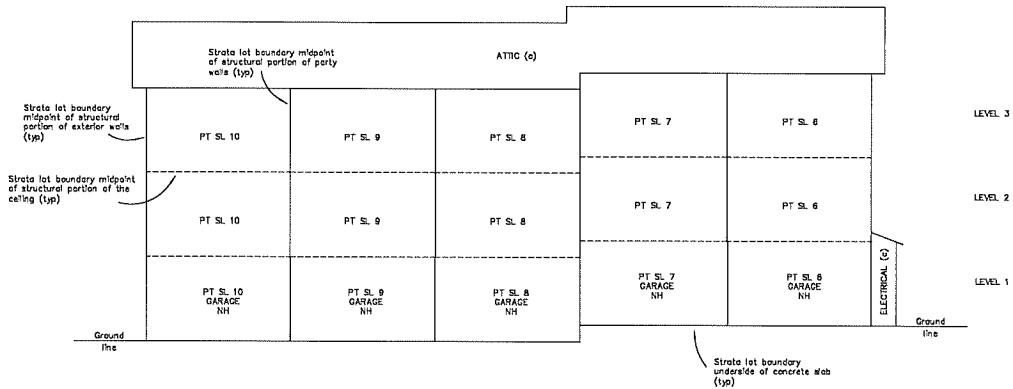 ATTIC (c)
Strata lot boundary midpoint
of structural portion of party
walls (typ)
Strata lot boundary
midpoint of structural
portion of exterior walls
(typ)
Strata lot boundary midpoint
of structural portion of the
ceiling (typ)
PT SL 10
PT SL 9
PT SL 8
PT SL 7
PT SL 6
LEVEL 3
PT SL 10
PT SL 9
PT SL 8
PT SL 7
PT SL 6
LEVEL 2
PT SL 10
GARAGE
NH
PT SL 9
GARAGE
NH
PT SL 8
GARAGE
NH
PT SL 7
GARAGE
NH
PT SL 6
GARAGE
NH
ELECTRICAL (c)
LEVEL 1
Ground
line
Ground
line
Strata lot boundary
underside of concrete slab
(typ)